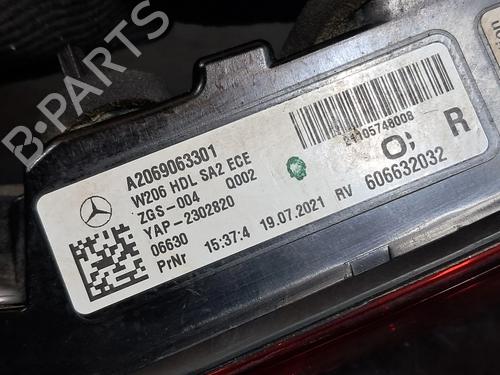 B-PARTS
A2069063301
W206 HDL SA2 ECE
ZGS-004 Q002
YAP-2302820
06630
PrNr 15:37:4 19.07.2021 RV 606632032
21105748008
O; R